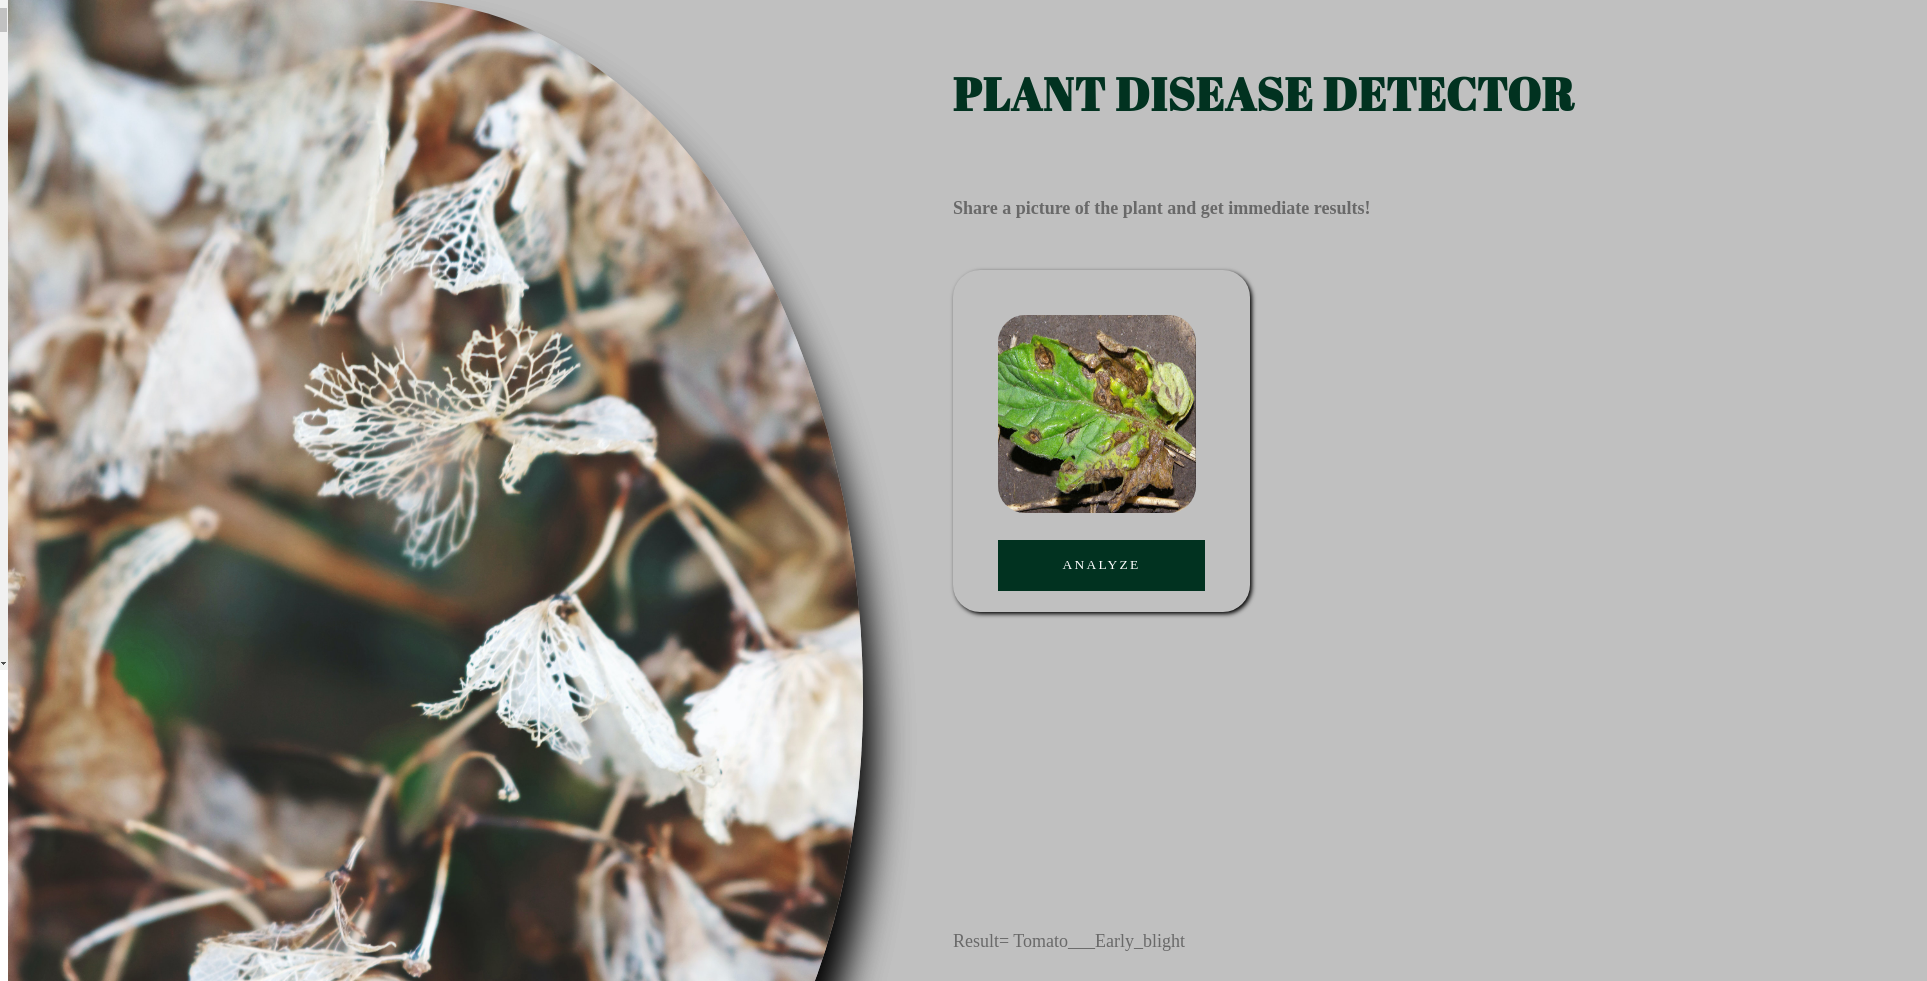 PLANT DISEASE DETECTOR
Share a picture of the plant and get immediate results!
ANALYZE
Result= Tomato___Early_blight